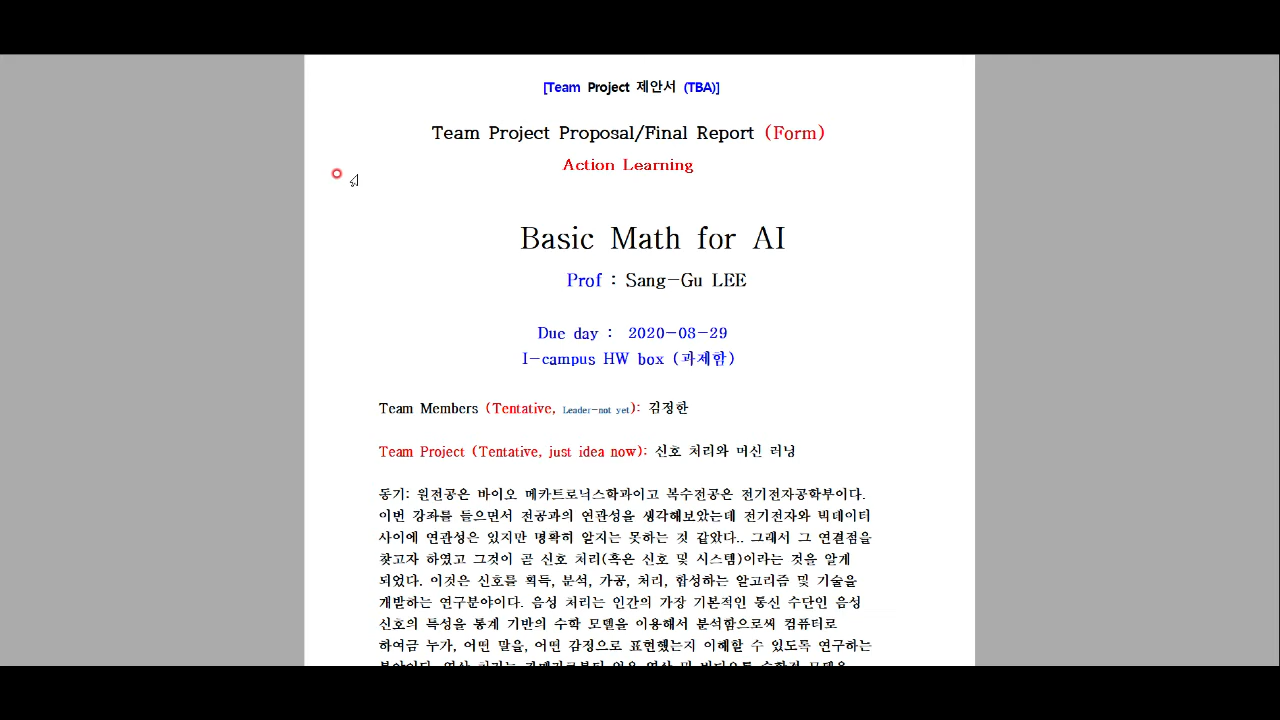 [Team Project 제안서 (TBA)]
Team Project Proposal/Final Report (Form)
Action Learning
Basic Math for AI
Prof : Sang-Gu LEE
Due day : 2020-08-29
I-campus HW box (과제함)
Team Members (Tentative, Leader-not yet): 김정한
Team Project (Tentative, just idea now): 신호 처리와 머신 러닝
동기: 원전공은 바이오 메카트로닉스학과이고 복수전공은 전기전자공학부이다.
이번 강좌를 들으면서 전공과의 연관성을 생각해보았는데 전기전자와 빅데이터
사이에 연관성은 있지만 명확히 알지는 못하는 것 같았다.. 그래서 그 연결점을
찾고자 하였고 그것이 곧 신호 처리(혹은 신호 및 시스템)이라는 것을 알게
되었다. 이것은 신호를 획득, 분석, 가공, 처리, 합성하는 알고리즘 및 기술을
개발하는 연구분야이다. 음성 처리는 인간의 가장 기본적인 통신 수단인 음성
신호의 특성을 통계 기반의 수학 모델을 이용해서 분석함으로써 컴퓨터로
하여금 누가, 어떤 말을, 어떤 감정으로 표현했는지 이해할 수 있도록 연구하는